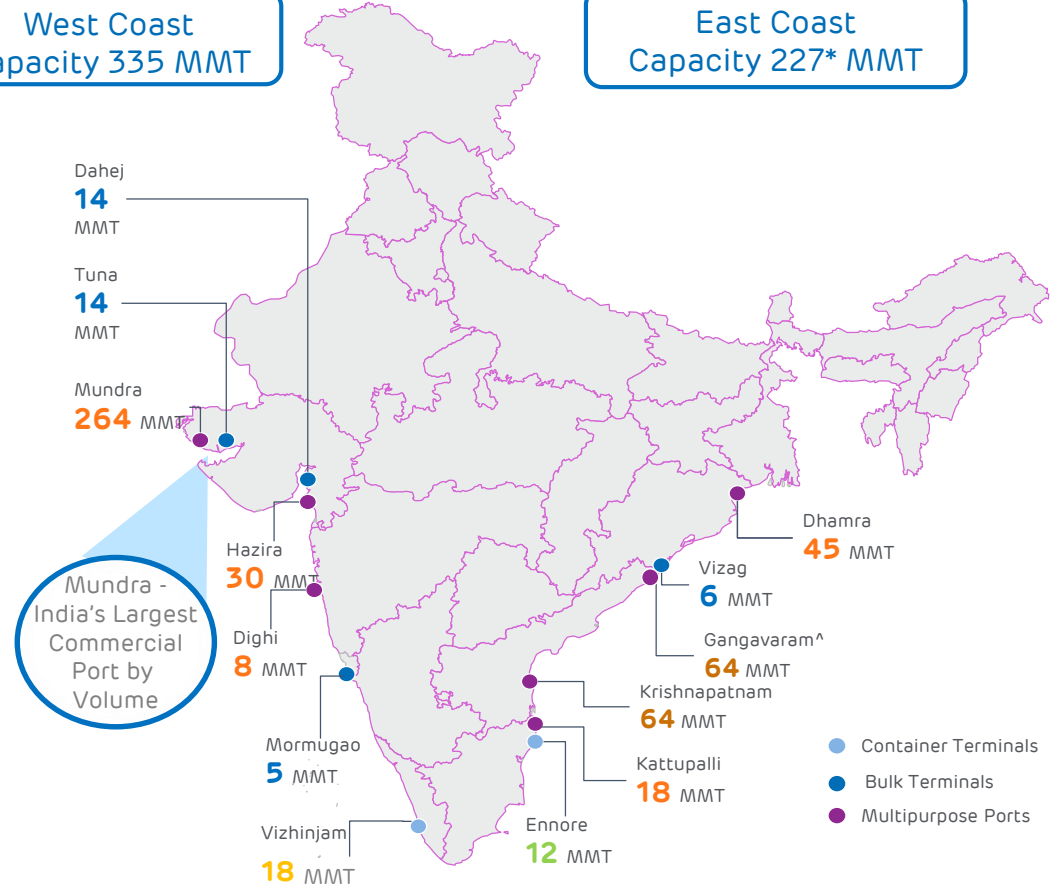 West Coast
apacity 335 MMT
East Coast
Capacity 227* MMT
Dahej
14
MMT
Tuna
14
MMT
Mundra
264 MMT
Mundra -
India's Largest
Commercial
Port by
Volume
Hazira
30 MMT
Dighi
8 MMT
Mormugao
5 MMT
Vizhinjam
18 MMT
Dhamra
45 MMT
Vizag
6 MMT
Gangavaram^
64 MMT
Krishnapatnam
64 MMT
Kattupalli
18 MMT
Ennore
12 MMT
Container Terminals
Bulk Terminals
Multipurpose Ports